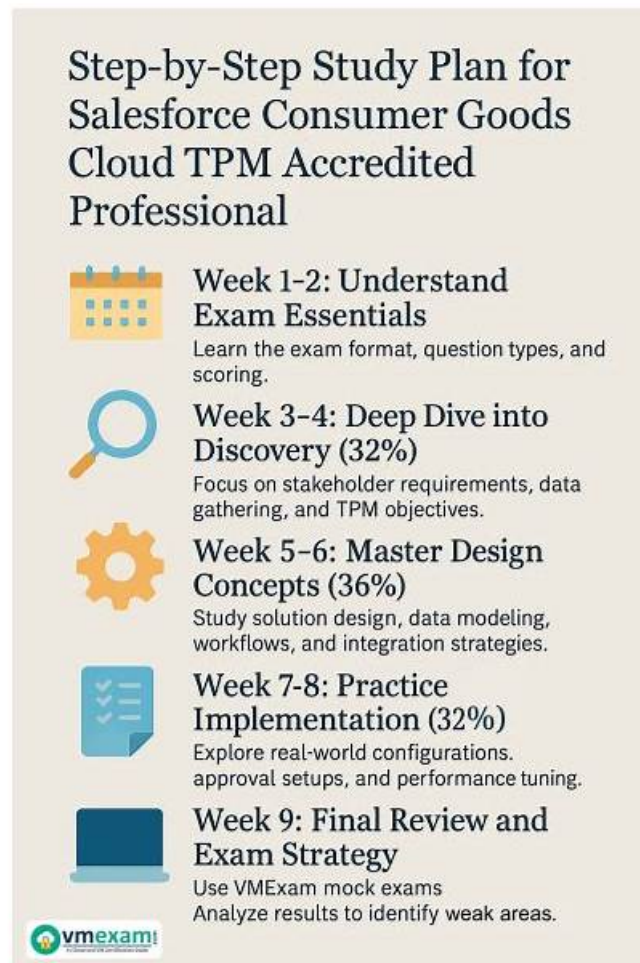 Step-by-Step Study Plan for
Salesforce Consumer Goods
Cloud TPM Accredited
Professional
Week 1–2: Understand
Exam Essentials
Learn the exam format, question types, and
scoring.
Week 3–4: Deep Dive into
Discovery (32%)
Focus on stakeholder requirements, data
gathering, and TPM objectives.
Week 5–6: Master Design
Concepts (36%)
Study solution design, data modeling,
workflows, and integration strategies.
Week 7-8: Practice
Implementation (32%)
Explore real-world configurations.
approval setups, and performance tuning.
Week 9: Final Review and
Exam Strategy
Use VMExam mock exams
Analyze results to identify weak areas.
vmexam